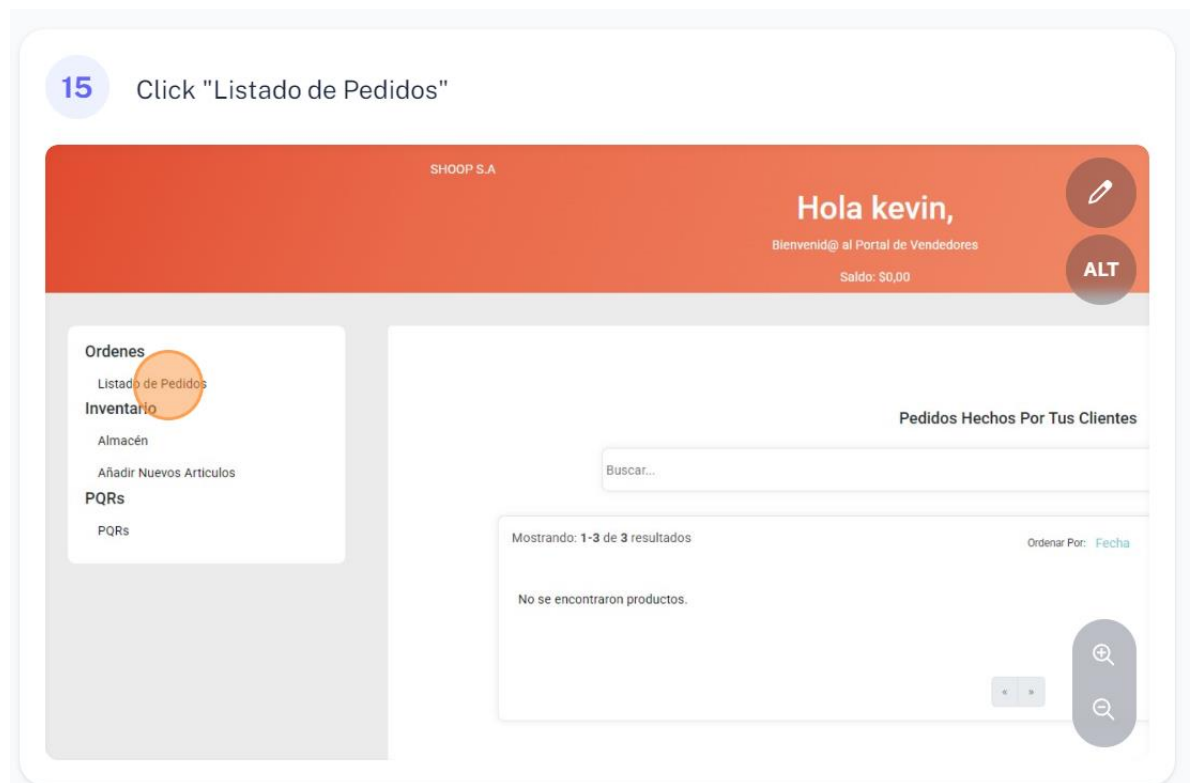 15 Click "Listado de Pedidos"
SHOOP S.A
Hola kevin,
Bienvenid@ al Portal de Vendedores
Saldo: $0,00
ALT
Ordenes
Listado de Pedidos
Inventario
Almacén
Añadir Nuevos Articulos
PQRs
PQRs
Pedidos Hechos Por Tus Clientes
Buscar...
Mostrando: 1-3 de 3 resultados
Ordenar Por: Fecha
No se encontraron productos.
« »